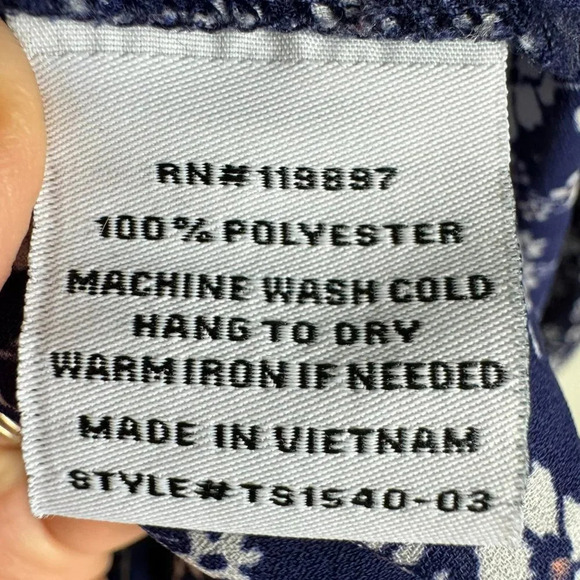 RN#119897
100% POLYESTER
MACHINE WASH COLD
HANG TO DRY
WARM IRON IF NEEDED
MADE IN VIETNAM
STYLE#TS1540-03